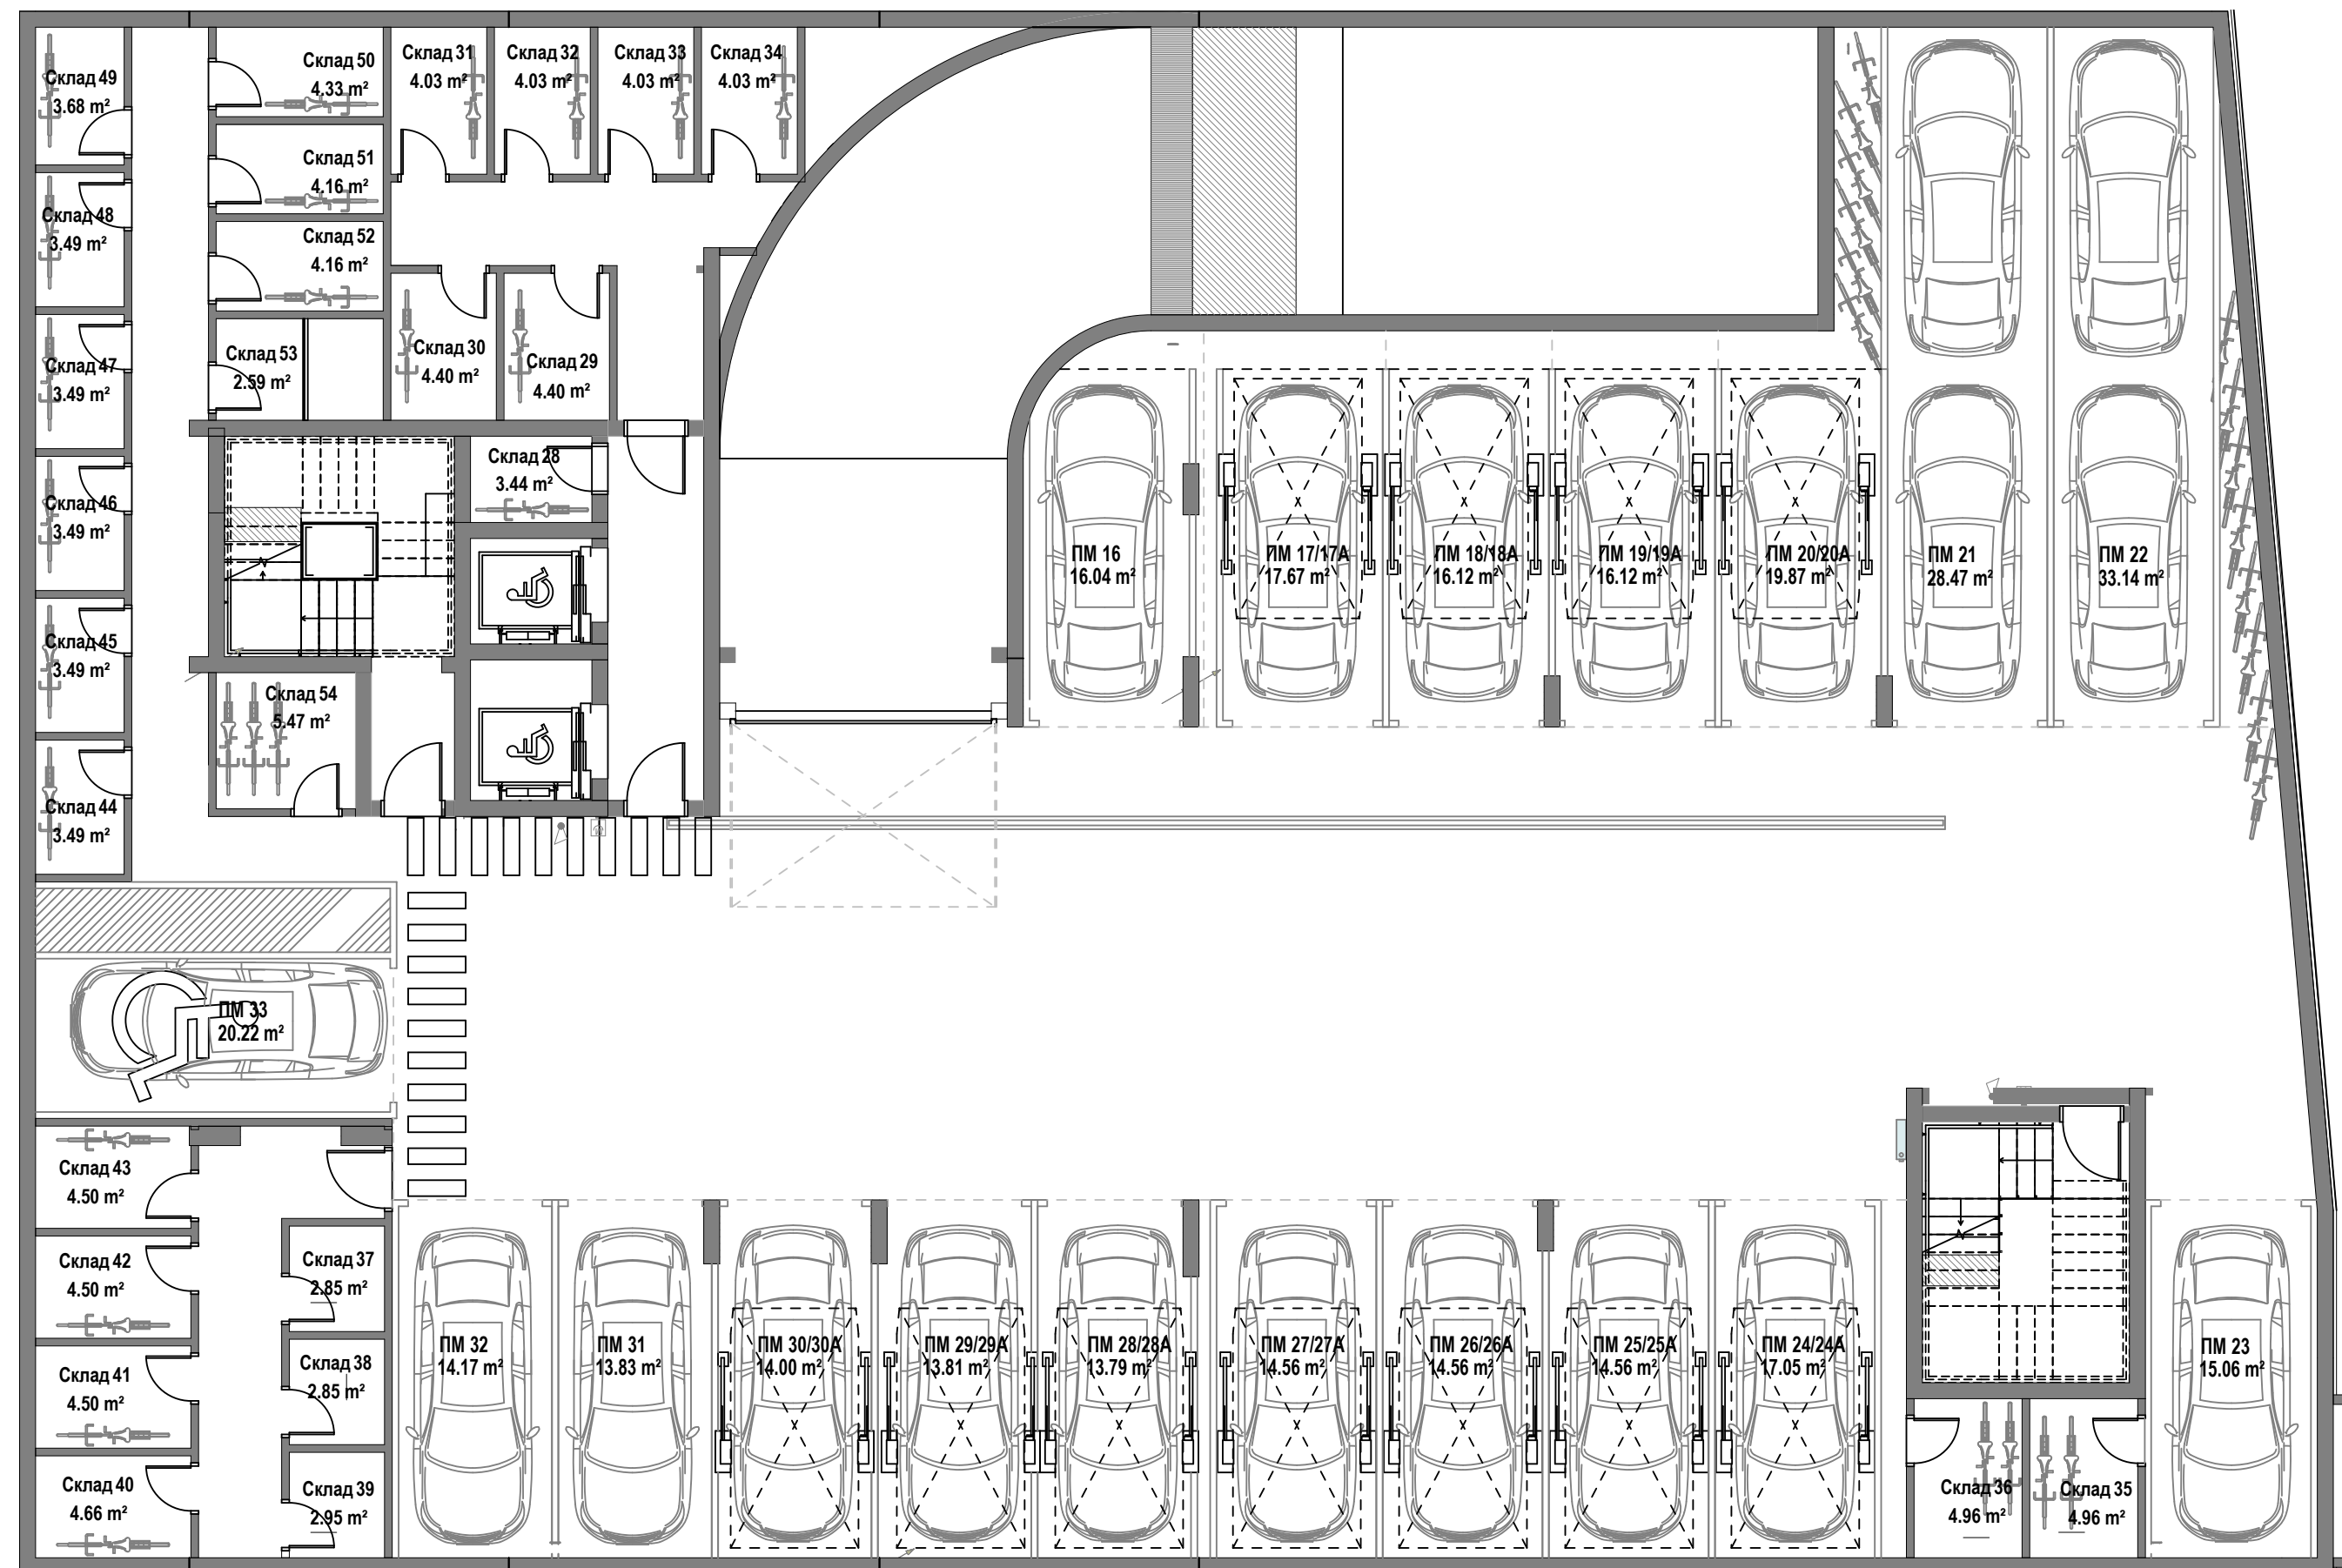 Склад 49
3.68 m²
Склад 50
4.33 m²
Склад 31
4.03 m²
Склад 32
4.03 m²
Склад 33
4.03 m²
Склад 34
4.03 m²
Склад 51
4.16 m²
Склад 48
3.49 m²
Склад 52
4.16 m²
Склад 47
3.49 m²
Склад 53
2.59 m²
Склад 30
4.40 m²
Склад 29
4.40 m²
Склад 46
3.49 m²
Склад 28
3.44 m²
ПМ 16
16.04 m²
ПМ 17/17А
17.67 m²
ПМ 18/18А
16.12 m²
ПМ 19/19А
16.12 m²
ПМ 20/20А
19.87 m²
ПМ 21
28.47 m²
ПМ 22
33.14 m²
Склад 45
3.49 m²
Склад 54
5.47 m²
Склад 44
3.49 m²
ПМ 33
20.22 m²
Склад 43
4.50 m²
Склад 42
4.50 m²
Склад 37
2.85 m²
Склад 41
4.50 m²
Склад 38
2.85 m²
Склад 40
4.66 m²
Склад 39
2.95 m²
ПМ 32
14.17 m²
ПМ 31
13.83 m²
ПМ 30/30А
14.00 m²
ПМ 29/29А
13.81 m²
ПМ 28/28А
13.79 m²
ПМ 27/27А
14.56 m²
ПМ 26/26А
14.56 m²
ПМ 25/25А
14.56 m²
ПМ 24/24А
17.05 m²
ПМ 23
15.06 m²
Склад 36
4.96 m²
Склад 35
4.96 m²